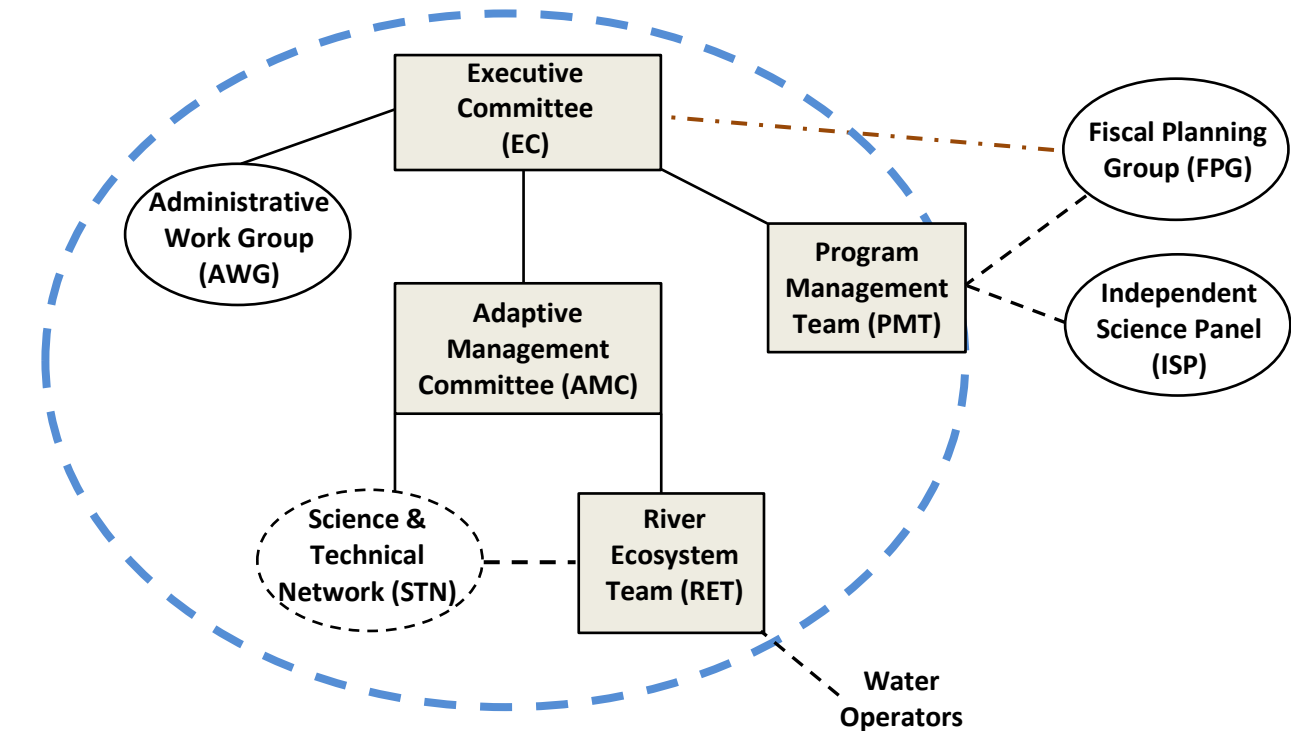 Executive
Committee
(EC)
Fiscal Planning
Group (FPG)
Administrative
Work Group
(AWG)
Program
Management
Team (PMT)
Independent
Science Panel
(ISP)
Adaptive
Management
Committee (AMC)
Science &
Technical
Network (STN)
River
Ecosystem
Team (RET)
Water
Operators